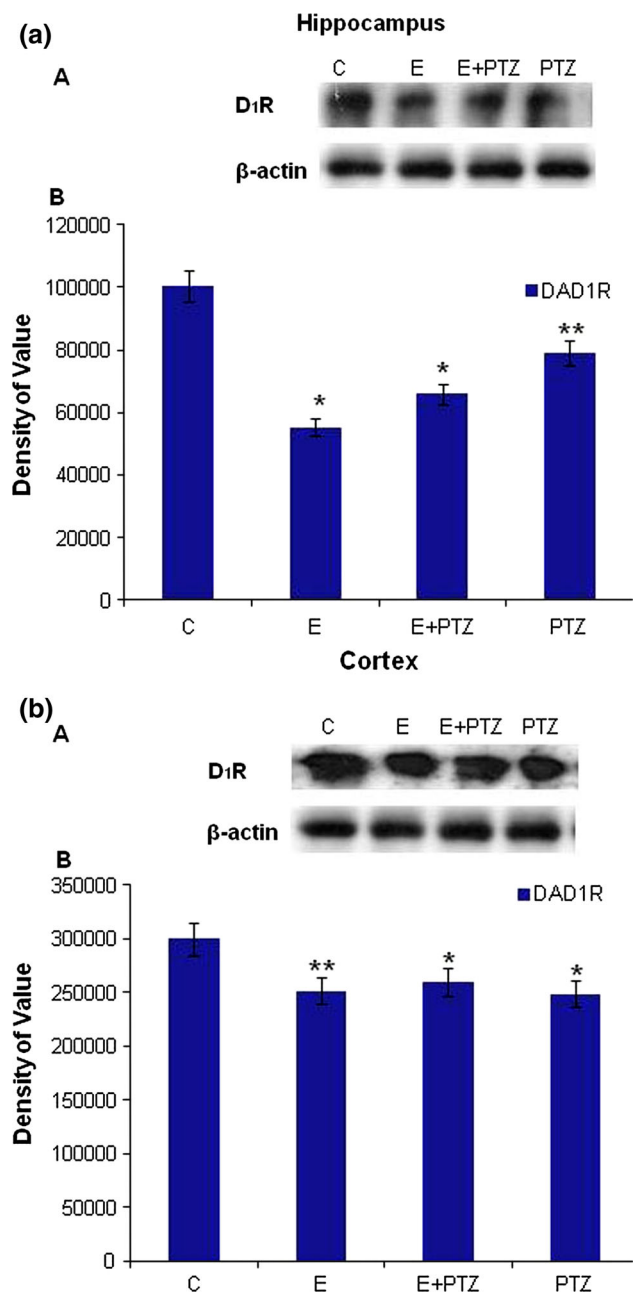 (a)
Hippocampus
A
C E E+PTZ PTZ
D1R
β-actin
B
120000
100000
80000
60000
40000
20000
0
Density of Value
DAD1R
*
*
**
C E E+PTZ PTZ
Cortex
(b)
A
C E E+PTZ PTZ
D1R
β-actin
B
350000
300000
250000
200000
150000
100000
50000
0
Density of Value
DAD1R
**
*
*
C E E+PTZ PTZ